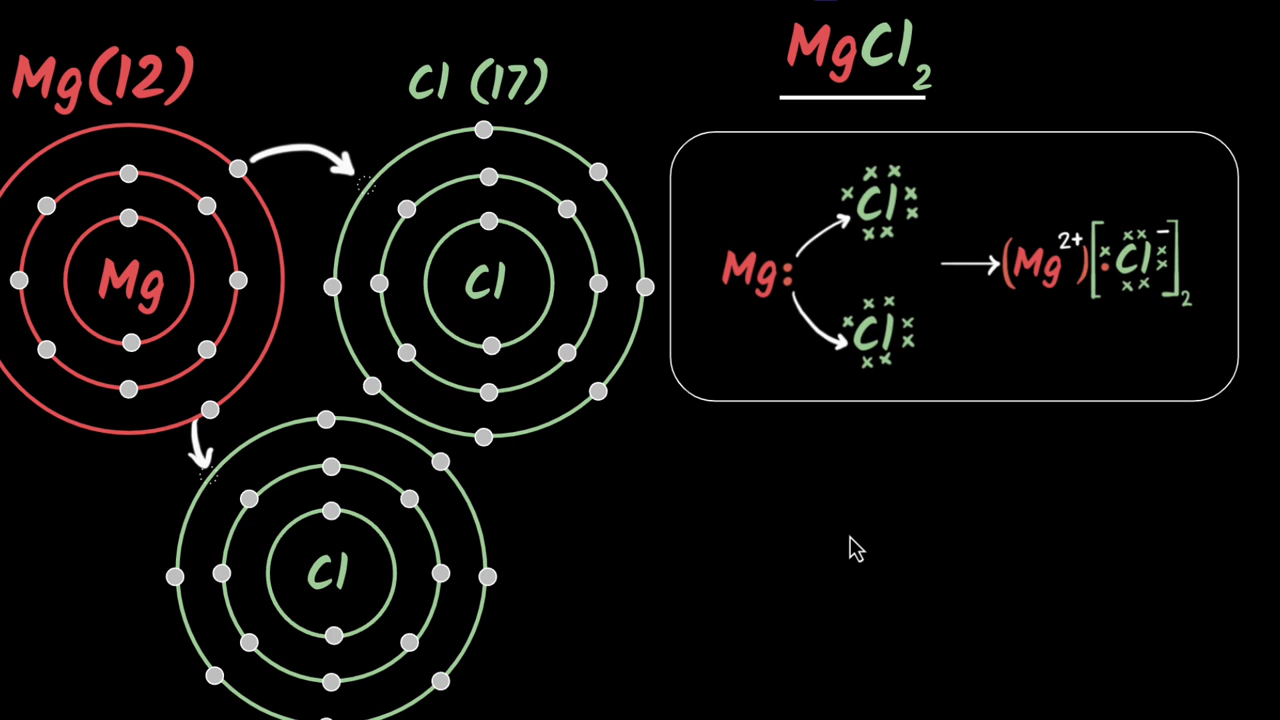 Mg(12)
Cl (17)
MgCl₂
Mg
Cl
Cl
Mg:
Cl
Cl
(Mg²⁺)[Cl⁻]₂